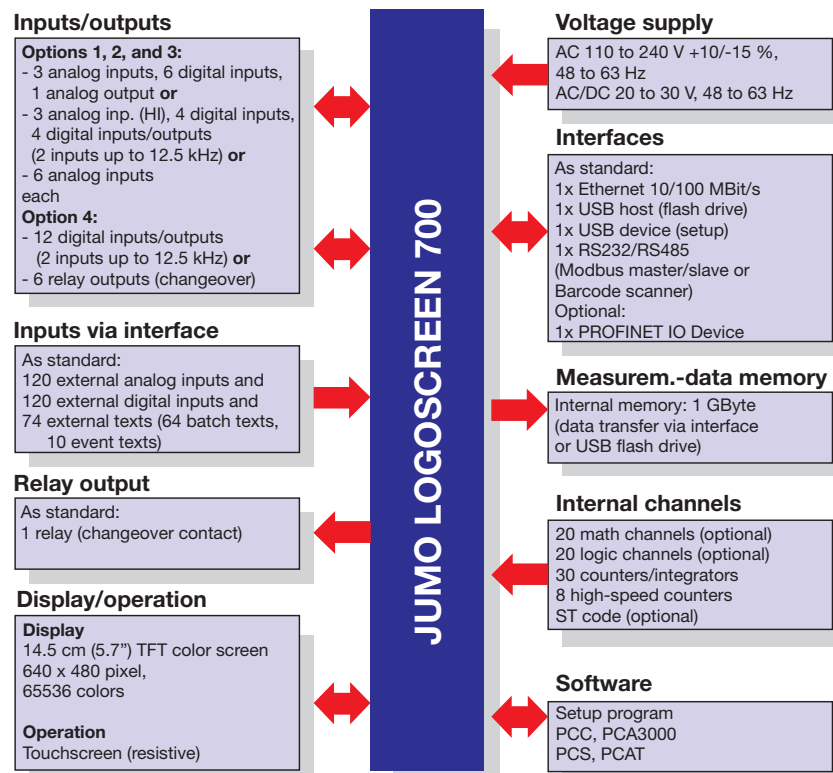 Inputs/outputs
Options 1, 2, and 3:
- 3 analog inputs, 6 digital inputs,
1 analog output or
- 3 analog inp. (HI), 4 digital inputs,
4 digital inputs/outputs
(2 inputs up to 12.5 kHz) or
- 6 analog inputs
each
Option 4:
- 12 digital inputs/outputs
(2 inputs up to 12.5 kHz) or
- 6 relay outputs (changeover)
Inputs via interface
As standard:
120 external analog inputs and
120 external digital inputs and
74 external texts (64 batch texts,
10 event texts)
Relay output
As standard:
1 relay (changeover contact)
Display/operation
Display
14.5 cm (5.7”) TFT color screen
640 x 480 pixel,
65536 colors
Operation
Touchscreen (resistive)
JUMO LOGOSCREEN 700
Voltage supply
AC 110 to 240 V +10/-15 %,
48 to 63 Hz
AC/DC 20 to 30 V, 48 to 63 Hz
Interfaces
As standard:
1x Ethernet 10/100 MBit/s
1x USB host (flash drive)
1x USB device (setup)
1x RS232/RS485
(Modbus master/slave or
Barcode scanner)
Optional:
1x PROFINET IO Device
Measurem.-data memory
Internal memory: 1 GByte
(data transfer via interface
or USB flash drive)
Internal channels
20 math channels (optional)
20 logic channels (optional)
30 counters/integrators
8 high-speed counters
ST code (optional)
Software
Setup program
PCC, PCA3000
PCS, PCAT